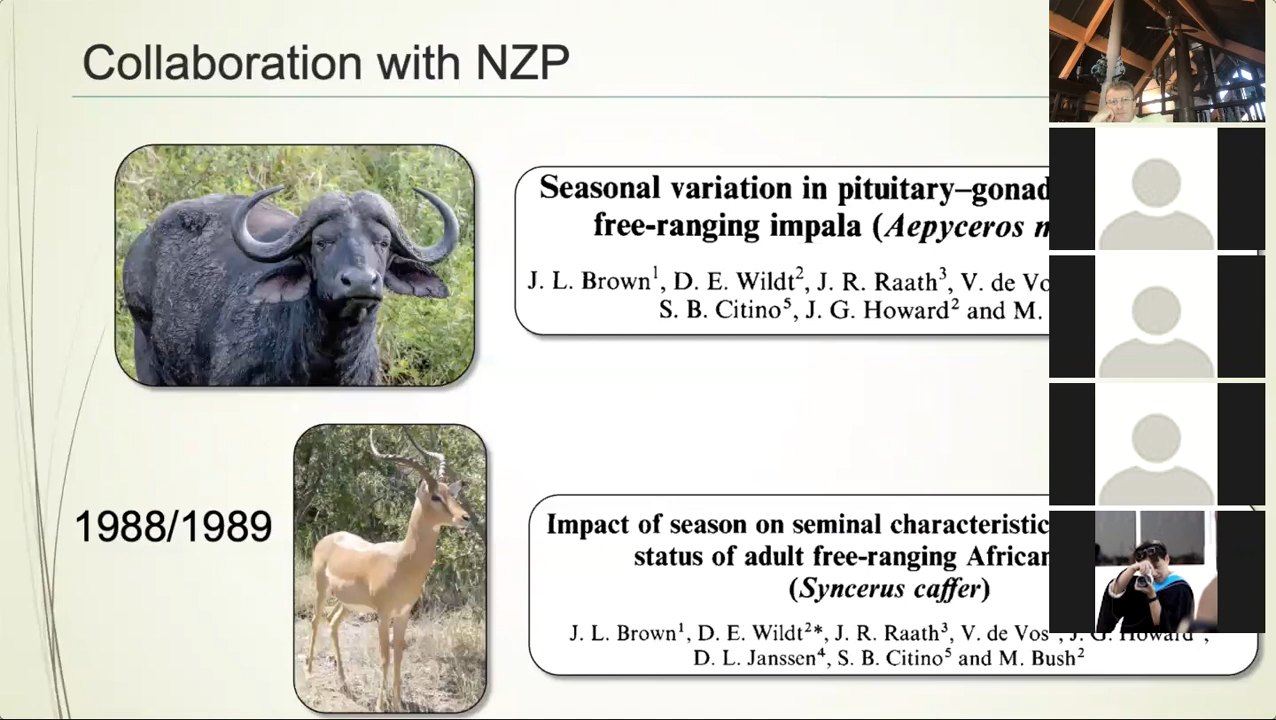 Collaboration with NZP
Seasonal variation in pituitary–gonad
free-ranging impala (Aepyceros m
J. L. Brown¹, D. E. Wildt², J. R. Raath³, V. de Vo
S. B. Citino⁵, J. G. Howard² and M.
1988/1989
Impact of season on seminal characteristic
status of adult free-ranging African
(Syncerus caffer)
J. L. Brown¹, D. E. Wildt²*, J. R. Raath³, V. de Vos J. G. Howard
D. L. Janssen⁴, S. B. Citino⁵ and M. Bush²